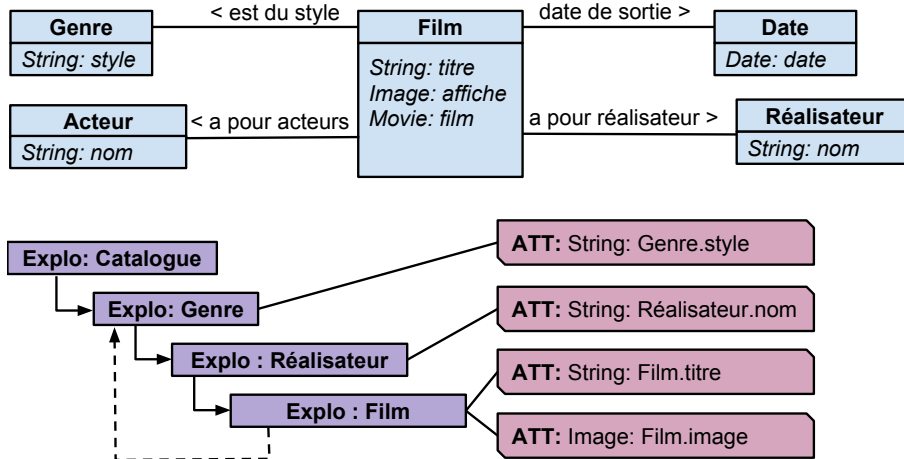 < est du style
date de sortie >
Genre
String: style
Film
String: titre
Image: affiche
Movie: film
Date
Date: date
Acteur
String: nom
< a pour acteurs
a pour réalisateur >
Réalisateur
String: nom
Explo: Catalogue
Explo: Genre
Explo : Réalisateur
Explo : Film
ATT: String: Genre.style
ATT: String: Réalisateur.nom
ATT: String: Film.titre
ATT: Image: Film.image